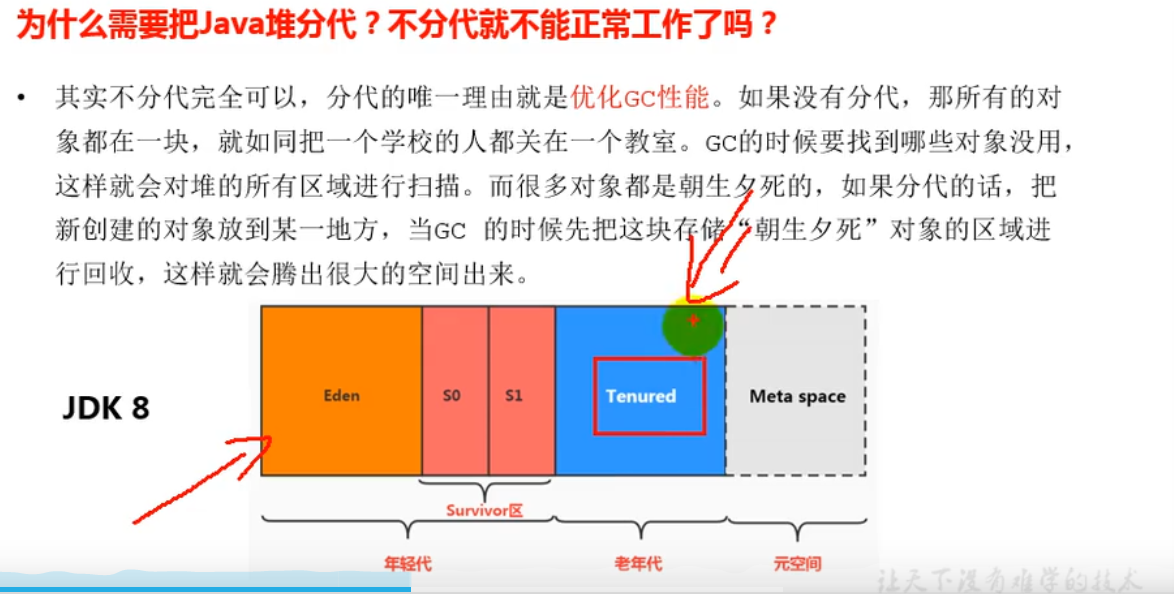 为什么需要把Java堆分代？不分代就不能正常工作了吗？
• 其实不分代完全可以，分代的唯一理由就是优化GC性能。如果没有分代，那所有的对
象都在一块，就如同把一个学校的人都关在一个教室。GC的时候要找到哪些对象没用，
这样就会对堆的所有区域进行扫描。而很多对象都是朝生夕死的，如果分代的话，把
新创建的对象放到某一地方，当GC 的时候先把这块存储“朝生夕死”对象的区域进
行回收，这样就会腾出很大的空间出来。
JDK 8
Eden
S0
S1
Tenured
Meta space
Survivor区
年轻代
老年代
元空间
让天下没有难学的技术